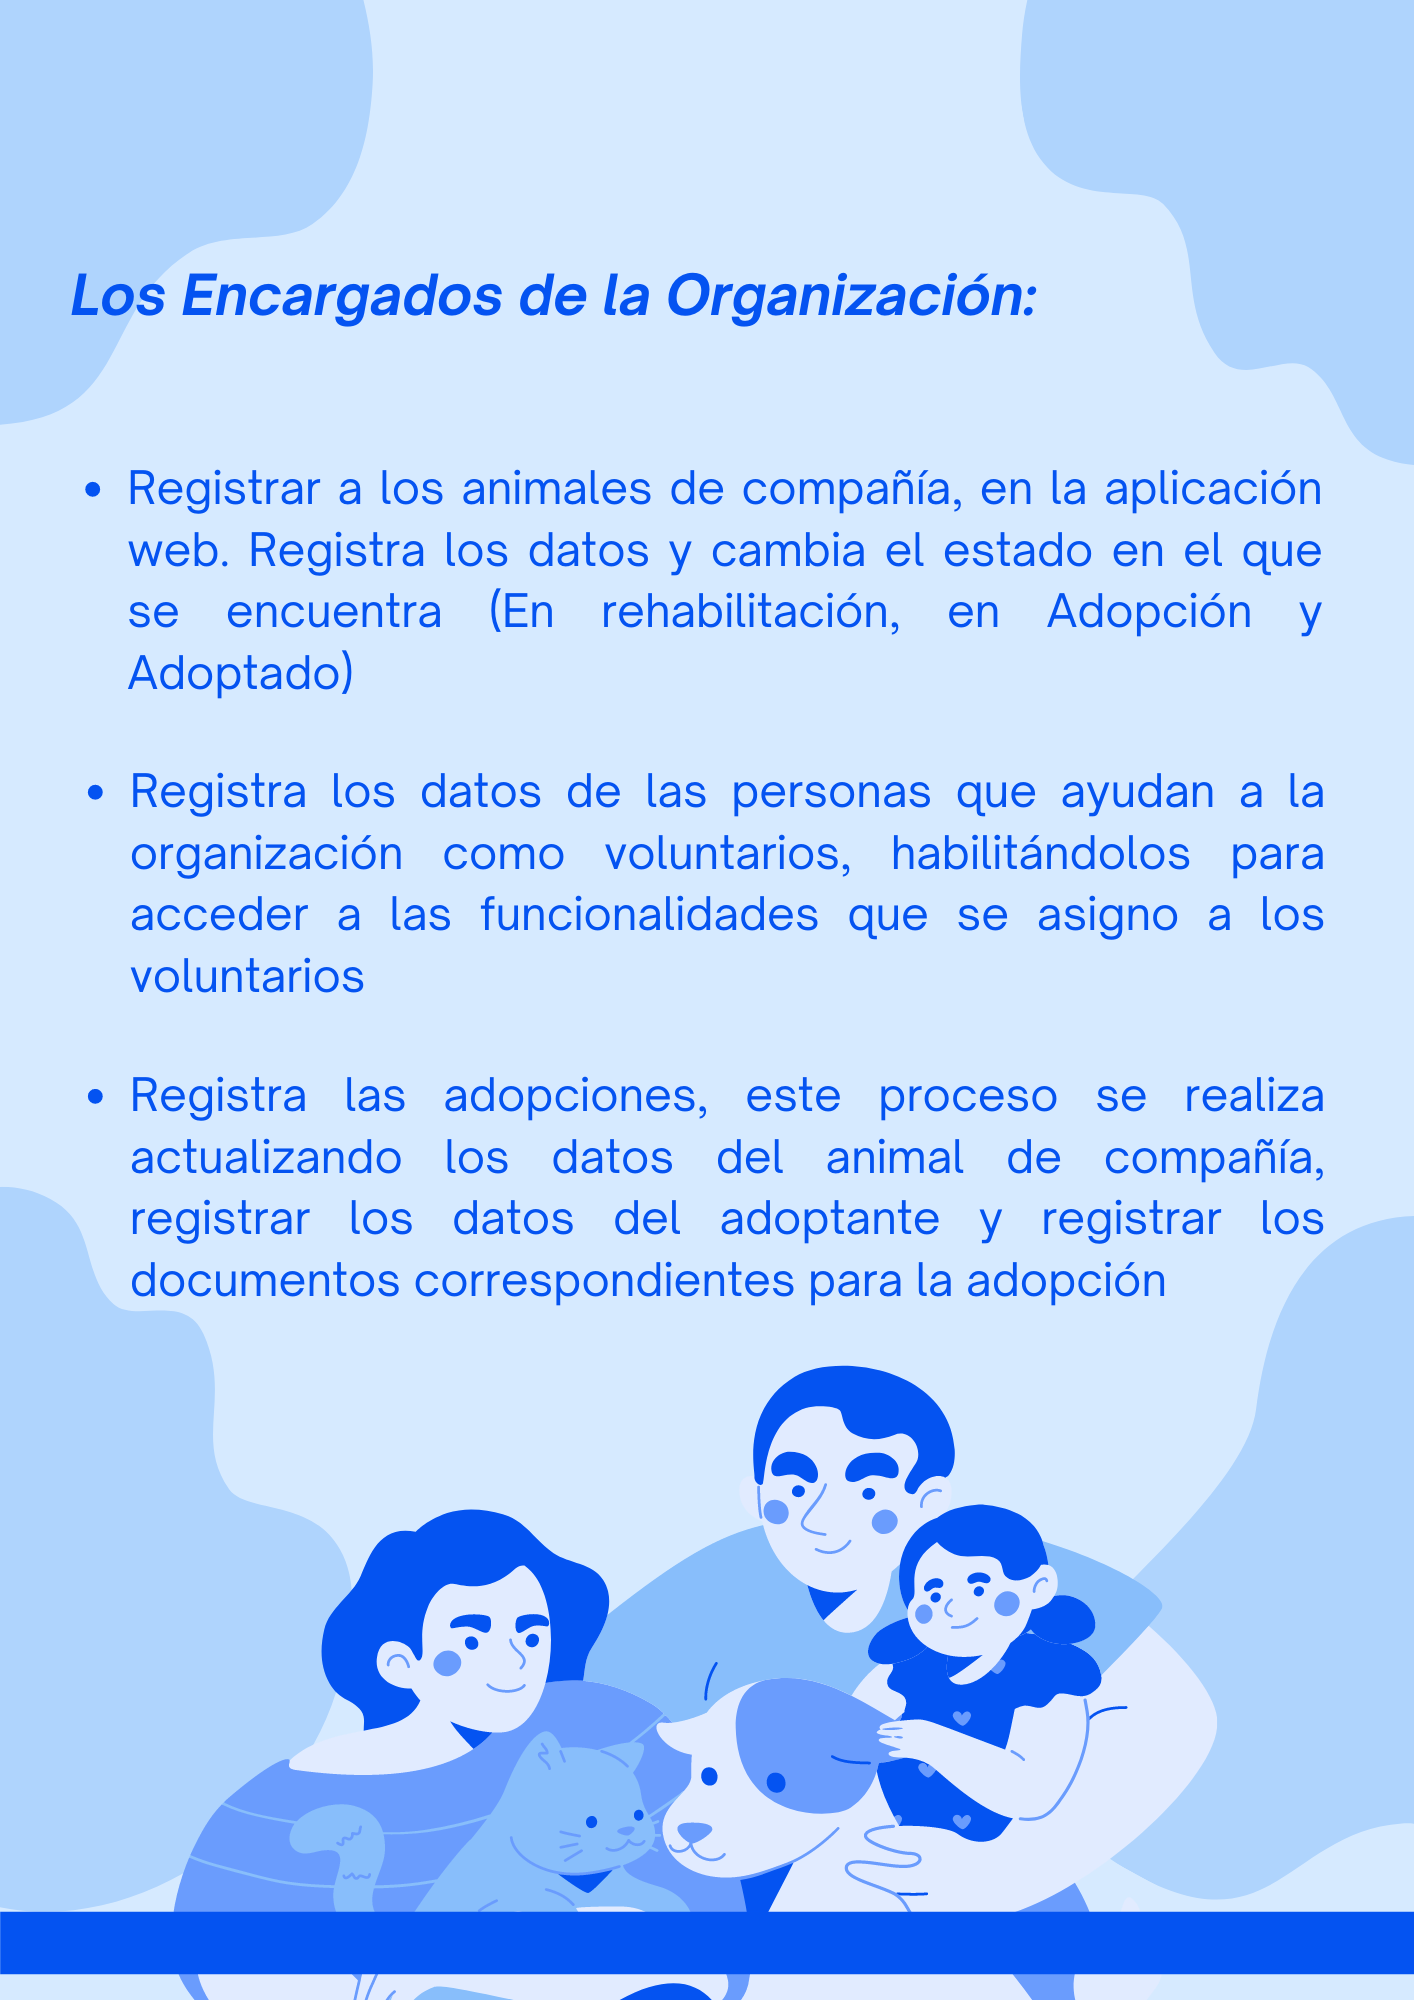 Los Encargados de la Organización:
• Registrar a los animales de compañía, en la aplicación
web. Registra los datos y cambia el estado en el que
se encuentra (En rehabilitación, en Adopción y
Adoptado)
• Registra los datos de las personas que ayudan a la
organización como voluntarios, habilitándolos para
acceder a las funcionalidades que se asigno a los
voluntarios
• Registra las adopciones, este proceso se realiza
actualizando los datos del animal de compañía,
registrar los datos del adoptante y registrar los
documentos correspondientes para la adopción